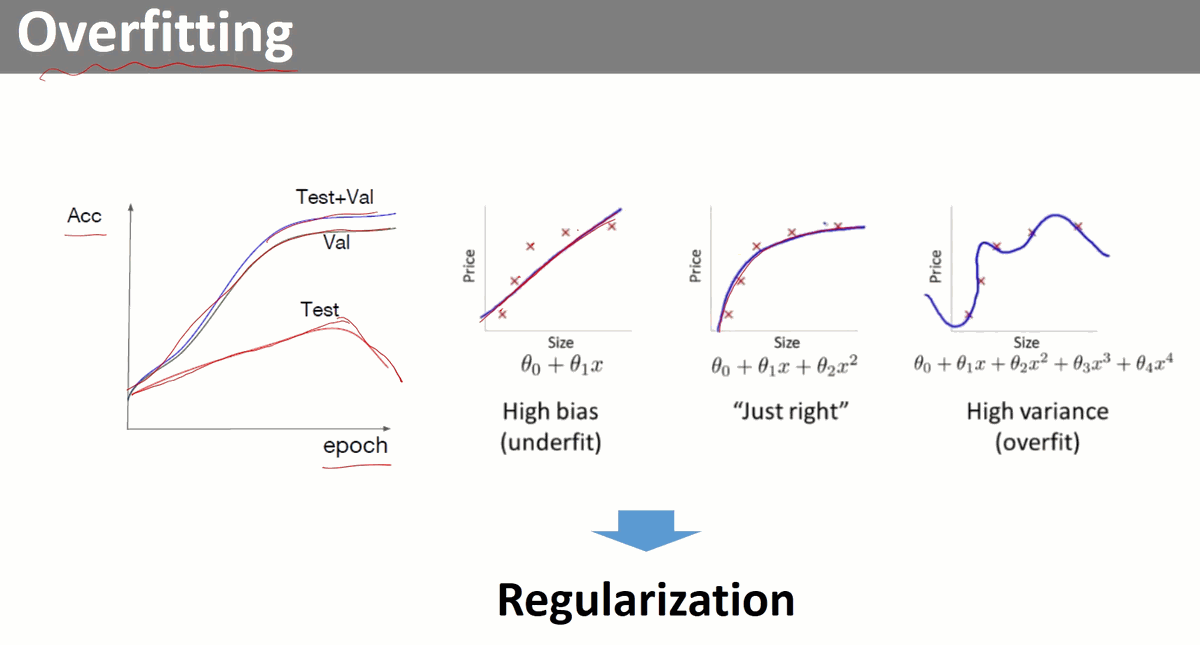 Overfitting
Acc
Test+Val
Val
Test
epoch
Price
Size
θ₀ + θ₁x
High bias
(underfit)
Price
Size
θ₀ + θ₁x + θ₂x²
“Just right”
Price
Size
θ₀ + θ₁x + θ₂x² + θ₃x³ + θ₄x⁴
High variance
(overfit)
Regularization